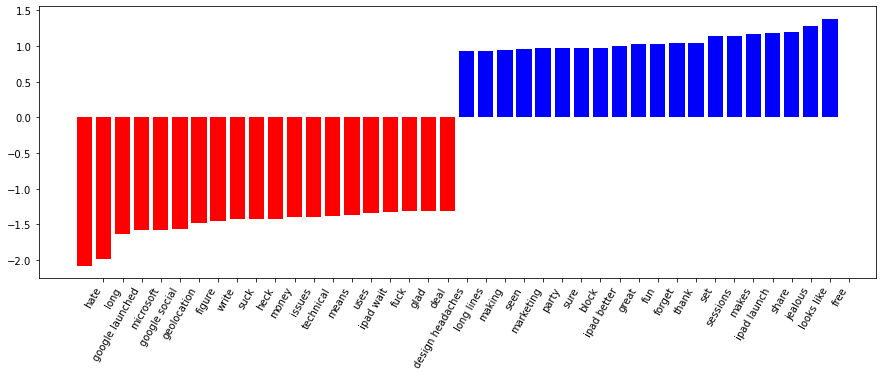 1.5
1.0
0.5
0.0
−0.5
−1.0
−1.5
−2.0
hate
long
google launched
microsoft
google social
geolocation
figure
write
suck
heck
money
issues
technical
means
uses
ipad wait
fuck
glad
deal
design headaches
long lines
making
seen
marketing
party
sure
block
ipad better
great
fun
forget
thank
set
sessions
makes
ipad launch
share
jealous
looks like
free